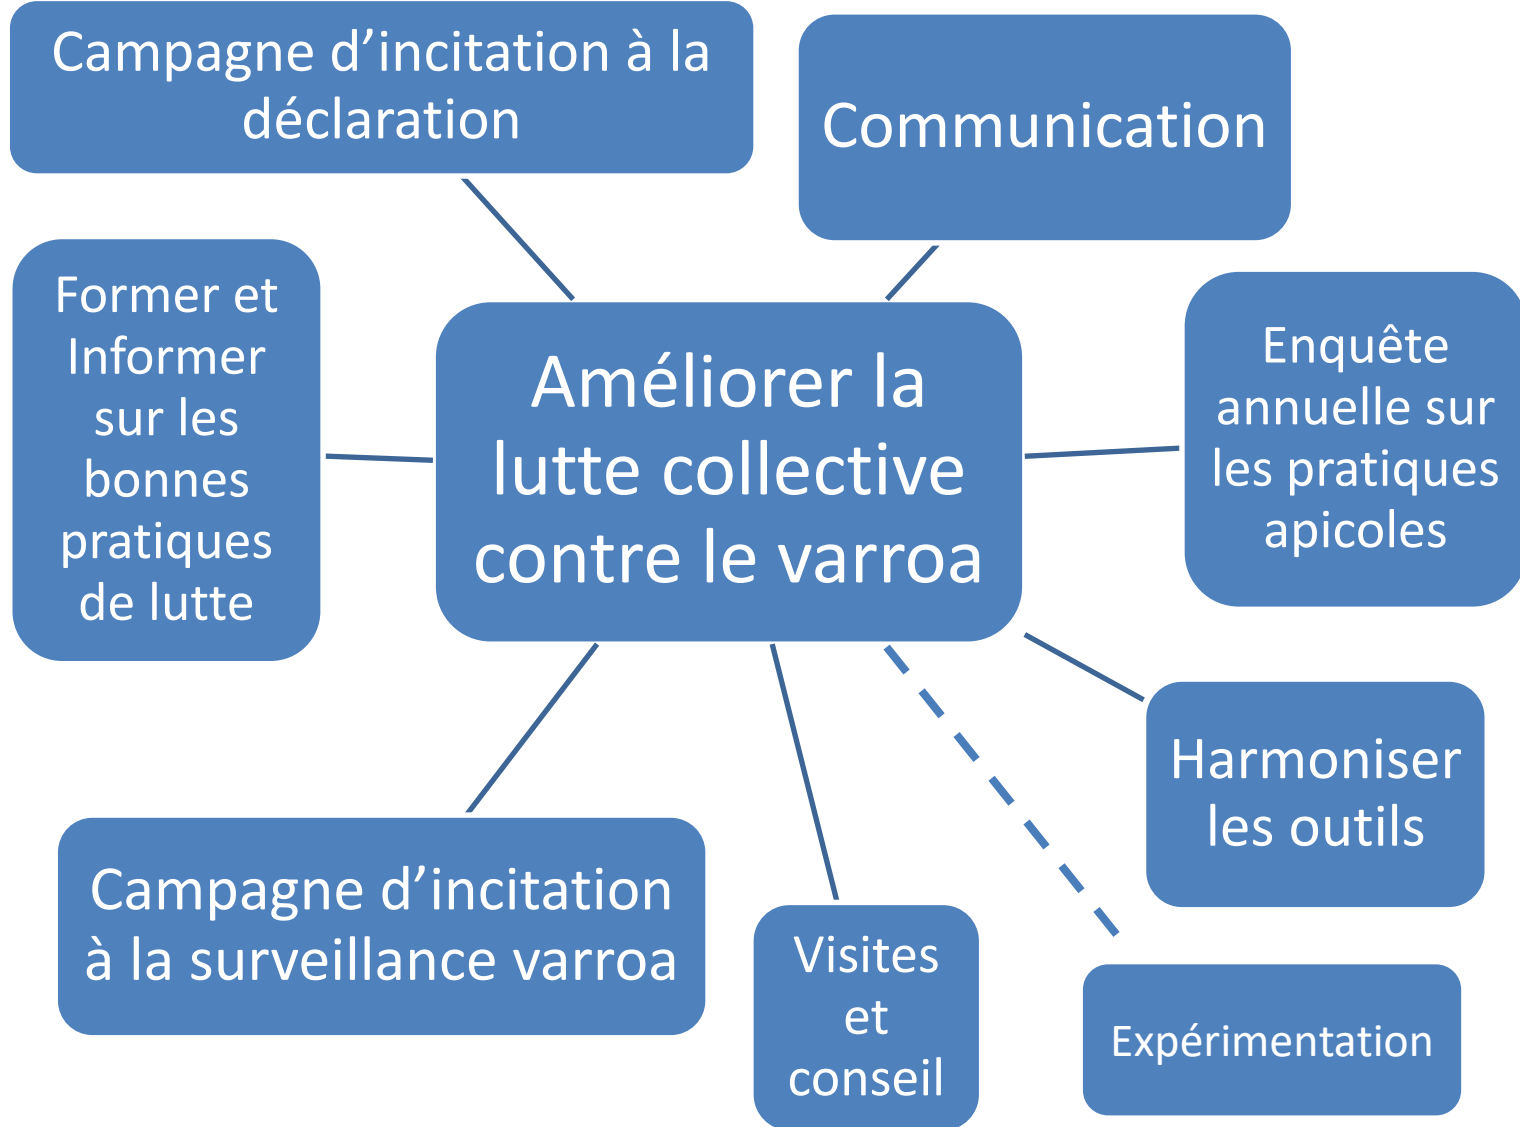 Campagne d’incitation à la
déclaration
Communication
Former et
Informer
sur les
bonnes
pratiques
de lutte
Améliorer la
lutte collective
contre le varroa
Enquête
annuelle sur
les pratiques
apicoles
Harmoniser
les outils
Campagne d’incitation
à la surveillance varroa
Visites
et
conseil
Expérimentation